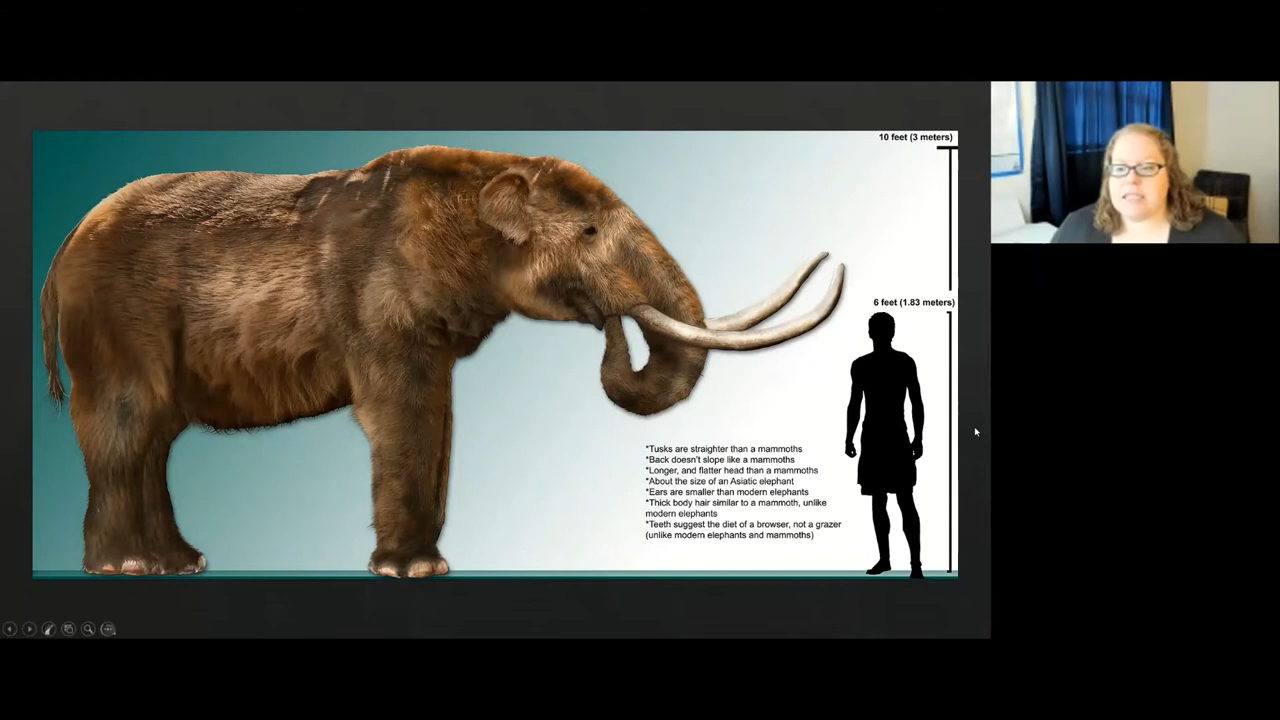 10 feet (3 meters)
6 feet (1.83 meters)
*Tusks are straighter than a mammoths
*Back doesn't slope like a mammoths
*Longer, and flatter head than a mammoths
*About the size of an Asiatic elephant
*Ears are smaller than modern elephants
*Thick body hair similar to a mammoth, unlike
modern elephants
*Teeth suggest the diet of a browser, not a grazer
(unlike modern elephants and mammoths)